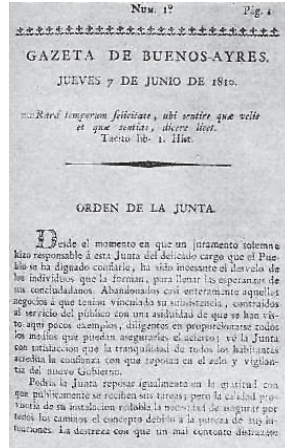 Num. 1º Pág. 1
GAZETA DE BUENOS-AYRES.
JUEVES 7 DE JUNIO DE 1810.
Rará temporum felicitate, ubi sentire quæ velis
et quæ sentias, dicere licet.
Tacito lib. 1. Hist.
ORDEN DE LA JUNTA.
Desde el momento en que un juramento solemne
hizo responsable á esta Junta del delicado cargo que el Pue-
blo se ha dignado confiarle, ha sido incesante el desvelo de
los individuos que la forman, para llenar las esperanzas de
sus conciudadanos. Abandonados casi enteramente aquellos
negocios á que tenian vinculada su subsistencia, contraidos
al servicio del público con una asiduidad de que se han vis-
to aquí pocos exemplos, diligentes en proporcionarse todos
los medios que puedan asegurarles el acierto; vé la Junta
con satisfaccion que la tranquilidad de todos los habitantes
acredita la confianza con que reposan en el zelo y vigilan-
cia del nuevo Gobierno.
Podria la Junta reposar igualmente en la gratitud con
que publicamente se reciben sus tareas; pero la calidad pro-
visoria de su instalacion redobla la necesidad de asegurar por
todos los caminos el concepto debido á la pureza de sus in-
tenciones. La destreza con que un mal contento disfrazase